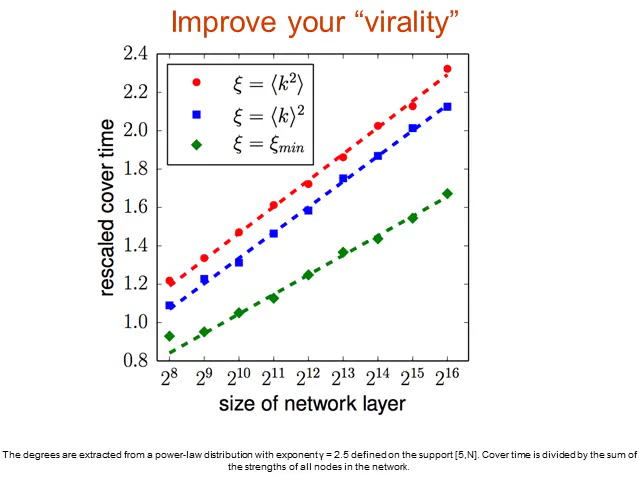 Improve your “virality”
2.4
2.2
2.0
1.8
1.6
1.4
1.2
1.0
0.8
rescaled cover time
ξ = ⟨k²⟩
ξ = ⟨k⟩²
ξ = ξ_min
2⁸ 2⁹ 2¹⁰ 2¹¹ 2¹² 2¹³ 2¹⁴ 2¹⁵ 2¹⁶
size of network layer
The degrees are extracted from a power-law distribution with exponent γ = 2.5 defined on the support [5,N]. Cover time is divided by the sum of
the strengths of all nodes in the network.